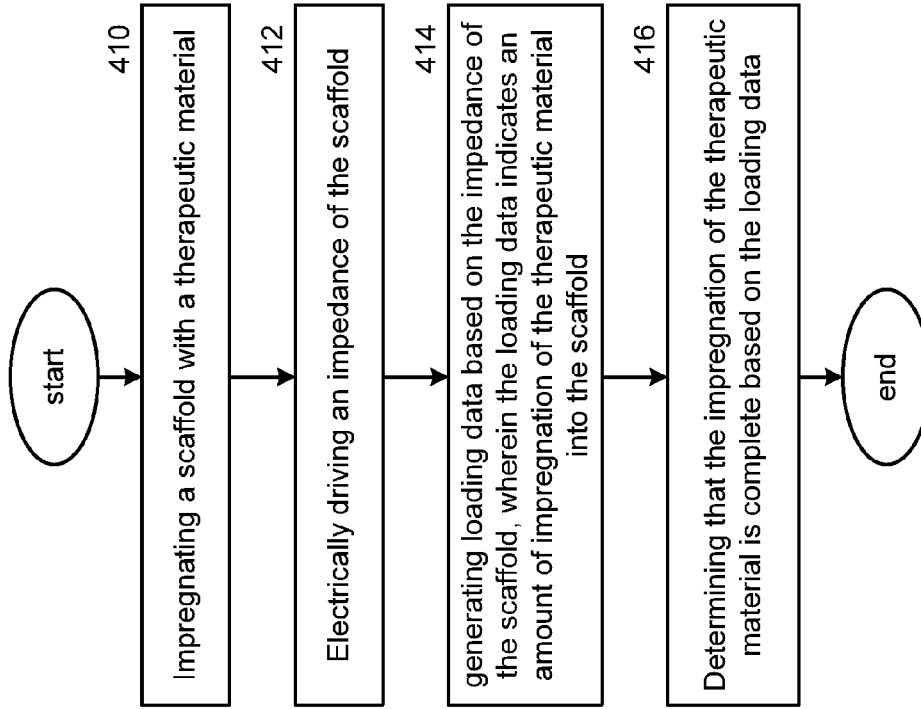 start
410
Impregnating a scaffold with a therapeutic material
412
Electrically driving an impedance of the scaffold
414
generating loading data based on the impedance of
the scaffold, wherein the loading data indicates an
amount of impregnation of the therapeutic material
into the scaffold
416
Determining that the impregnation of the therapeutic
material is complete based on the loading data
end